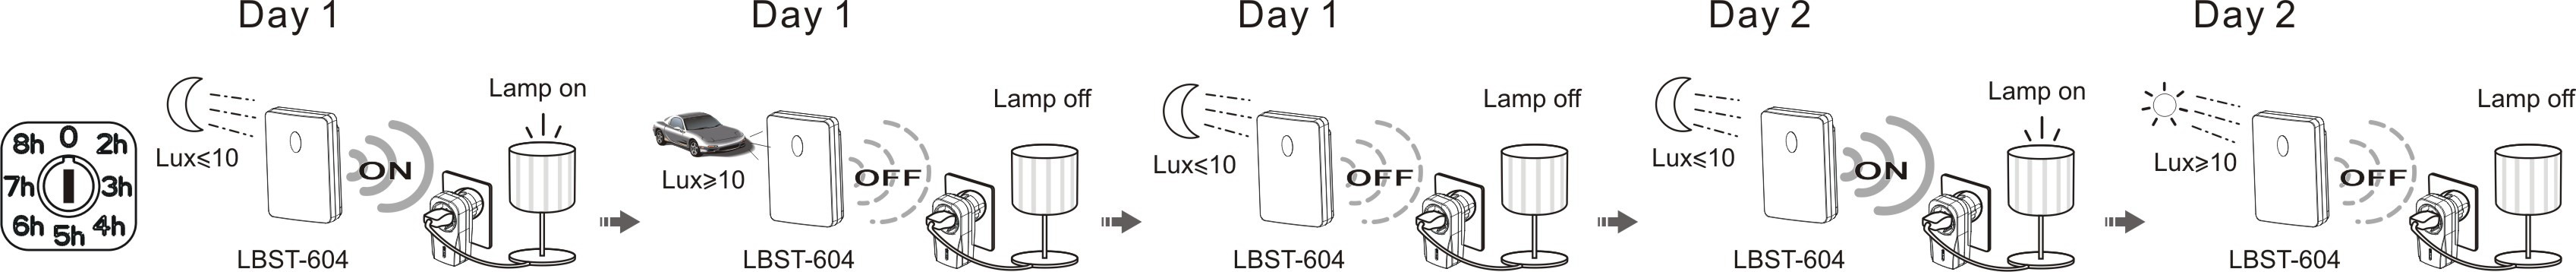 Day 1
Day 1
Day 1
Day 2
Day 2
8h 0 2h
7h 3h
6h 5h 4h
Lux≤10
ON
Lamp on
LBST-604
Lux≥10
OFF
Lamp off
LBST-604
Lux≤10
OFF
Lamp off
LBST-604
Lux≤10
ON
Lamp on
LBST-604
Lux≥10
OFF
Lamp off
LBST-604